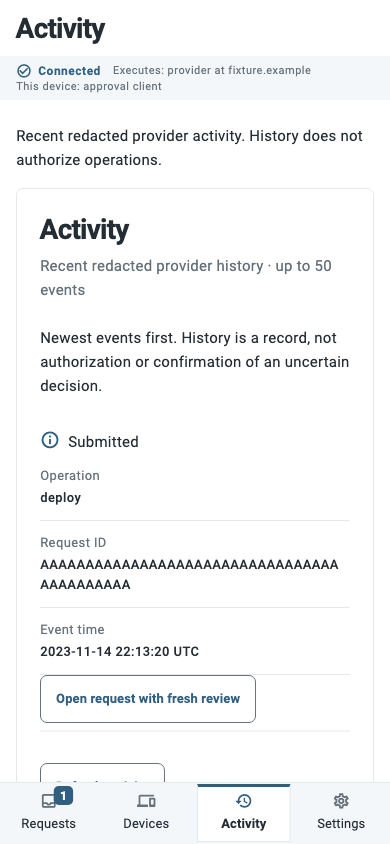 Activity
Connected Executes: provider at fixture.example
This device: approval client
Recent redacted provider activity. History does not
authorize operations.
Activity
Recent redacted provider history · up to 50
events
Newest events first. History is a record, not
authorization or confirmation of an uncertain
decision.
Submitted
Operation
deploy
Request ID
AAAAAAAAAAAAAAAAAAAAAAAAAAAAAAAAA
AAAAAAAAAA
Event time
2023-11-14 22:13:20 UTC
Open request with fresh review
1
Requests Devices Activity Settings